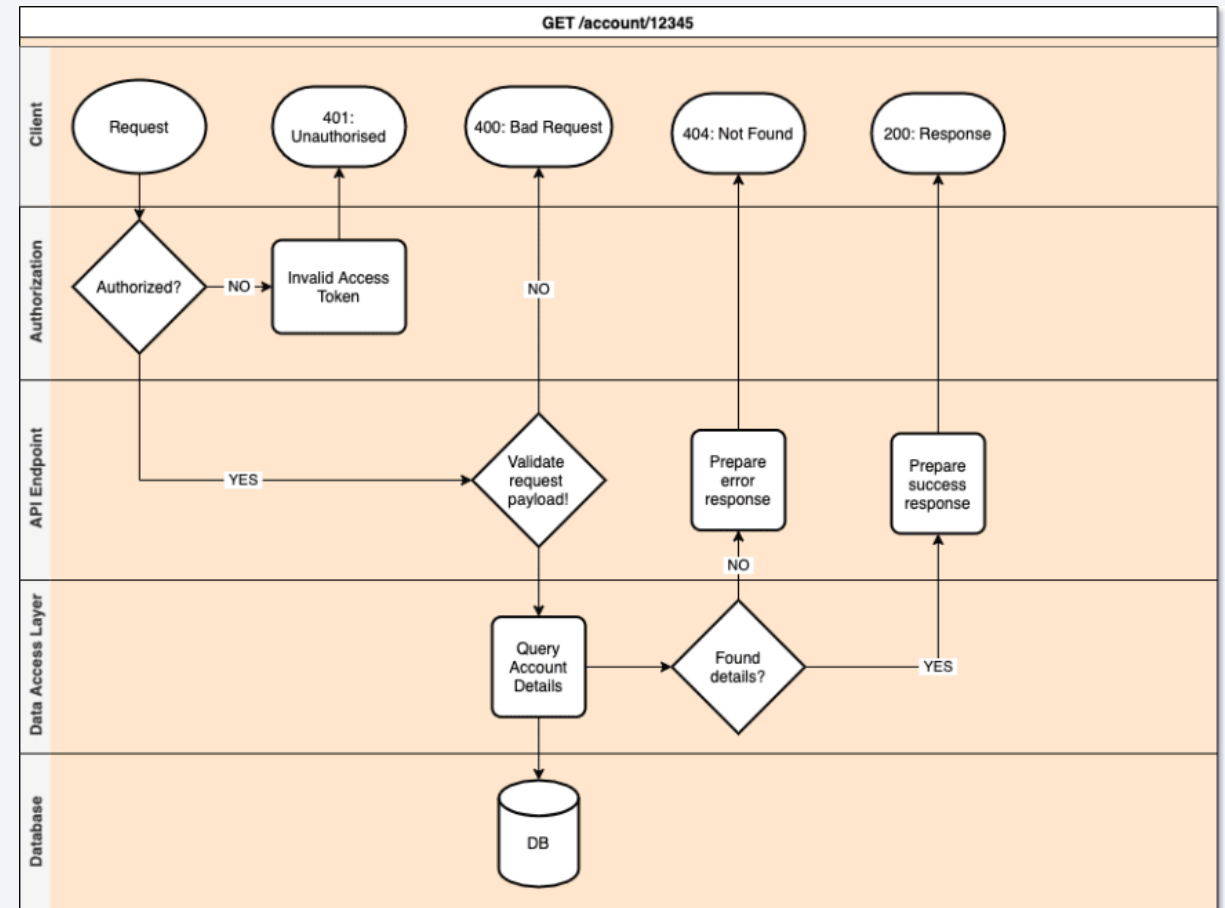 GET /account/12345
Client
Request
401:
Unauthorised
400: Bad Request
404: Not Found
200: Response
Authorization
Authorized?
NO
Invalid Access
Token
NO
API Endpoint
YES
Validate
request
payload!
Prepare
error
response
Prepare
success
response
NO
Data Access Layer
Query
Account
Details
Found
details?
YES
Database
DB